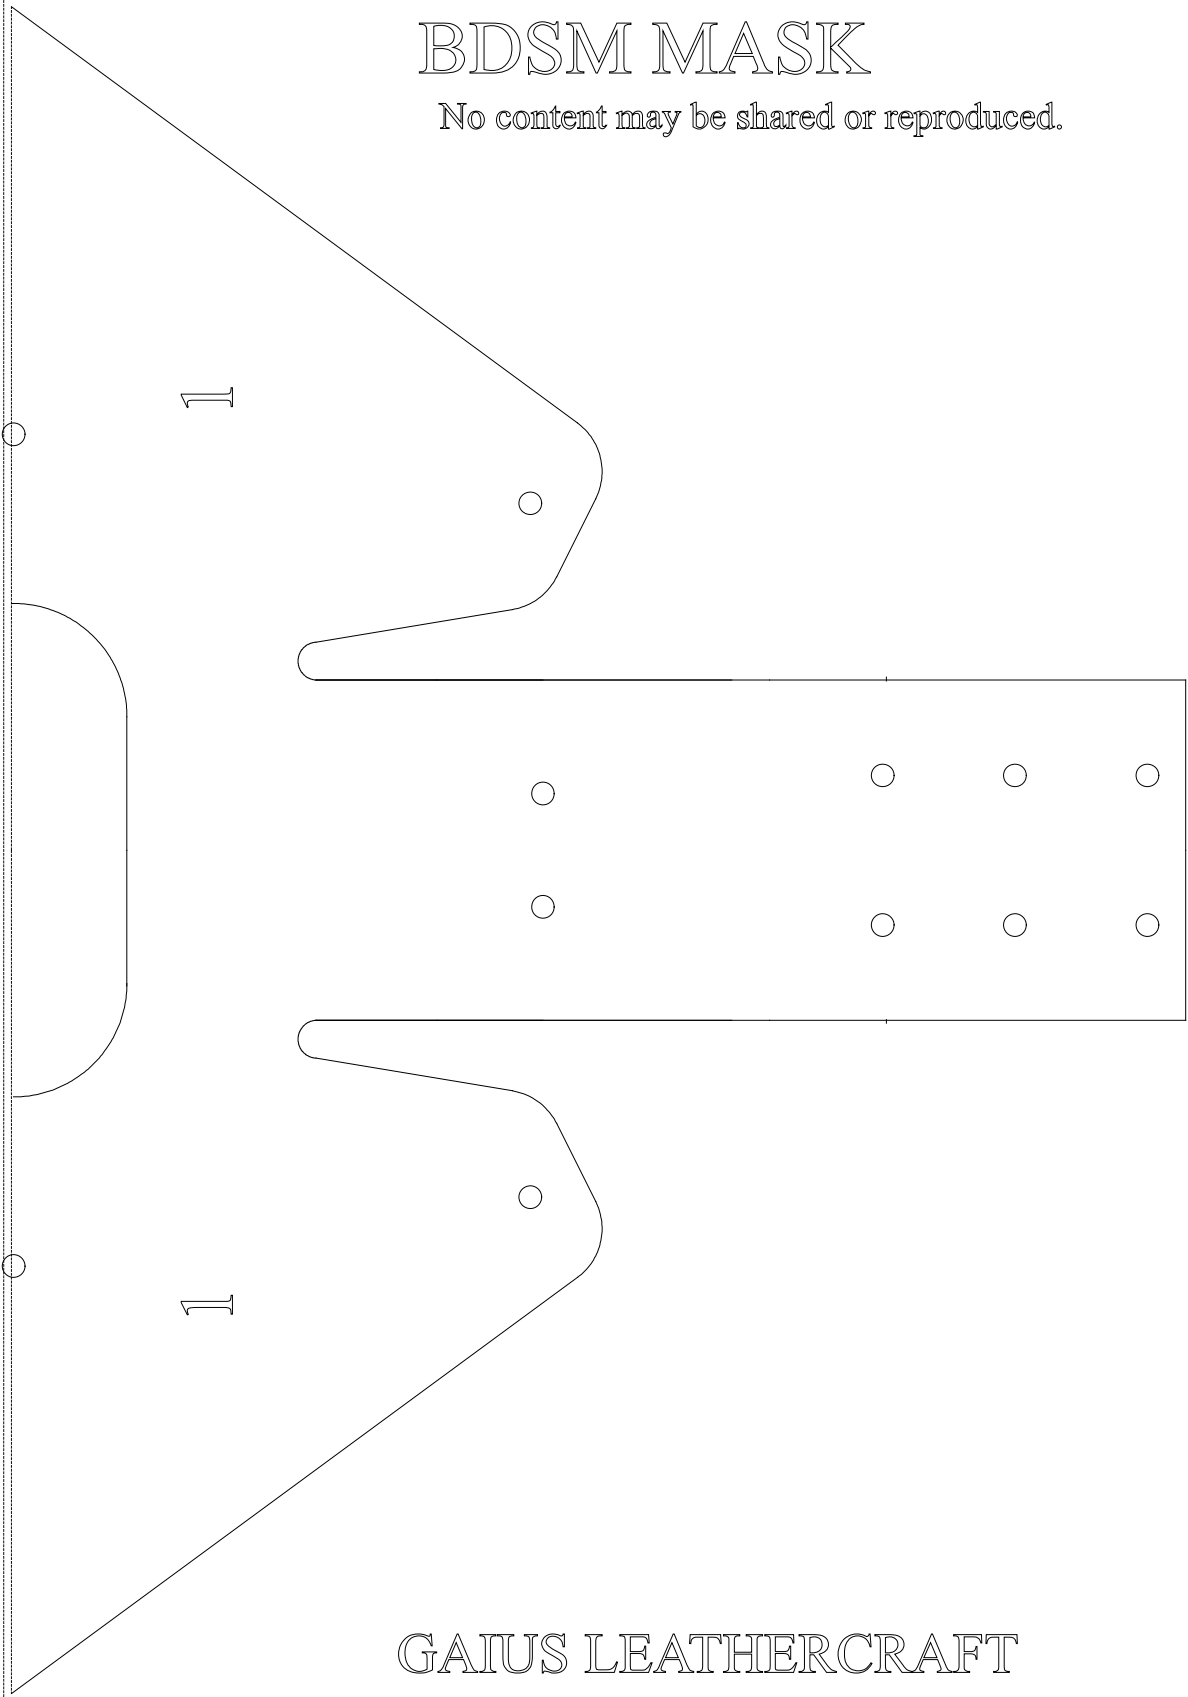 BDSM MASK
No content may be shared or reproduced.
1
1
GAIUS LEATHERCRAFT